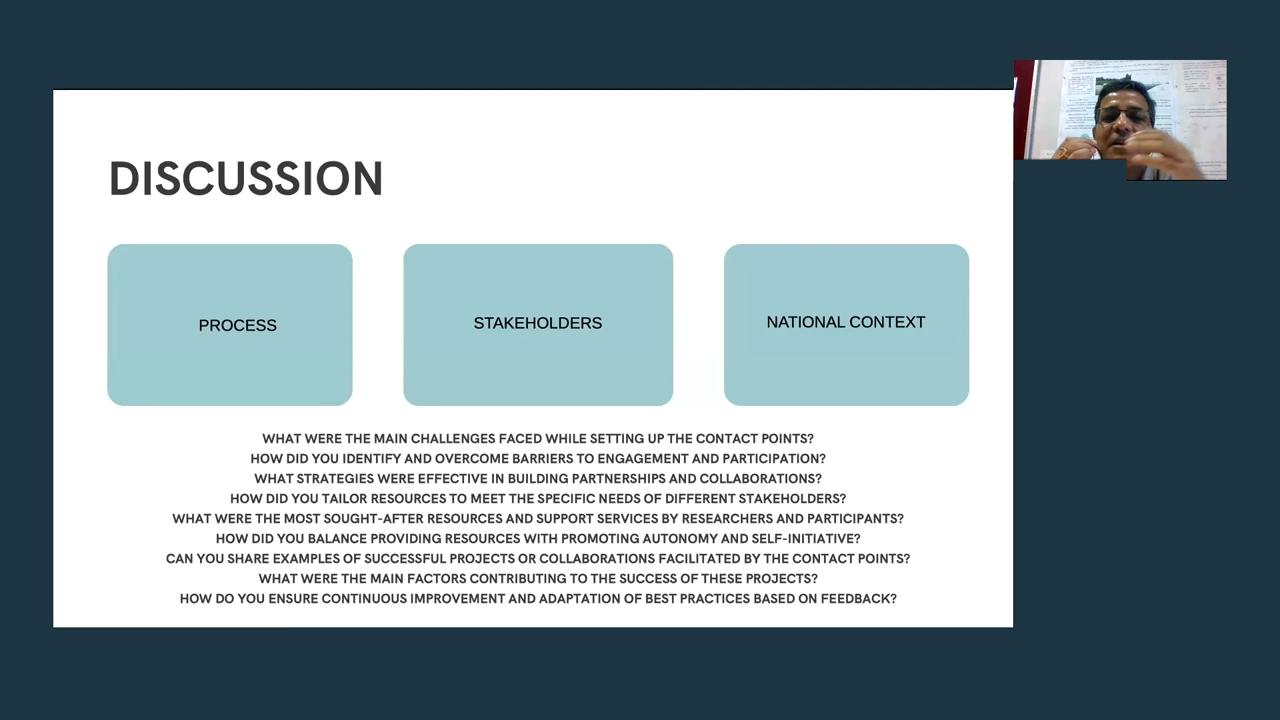 DISCUSSION
PROCESS
STAKEHOLDERS
NATIONAL CONTEXT
WHAT WERE THE MAIN CHALLENGES FACED WHILE SETTING UP THE CONTACT POINTS?
HOW DID YOU IDENTIFY AND OVERCOME BARRIERS TO ENGAGEMENT AND PARTICIPATION?
WHAT STRATEGIES WERE EFFECTIVE IN BUILDING PARTNERSHIPS AND COLLABORATIONS?
HOW DID YOU TAILOR RESOURCES TO MEET THE SPECIFIC NEEDS OF DIFFERENT STAKEHOLDERS?
WHAT WERE THE MOST SOUGHT-AFTER RESOURCES AND SUPPORT SERVICES BY RESEARCHERS AND PARTICIPANTS?
HOW DID YOU BALANCE PROVIDING RESOURCES WITH PROMOTING AUTONOMY AND SELF-INITIATIVE?
CAN YOU SHARE EXAMPLES OF SUCCESSFUL PROJECTS OR COLLABORATIONS FACILITATED BY THE CONTACT POINTS?
WHAT WERE THE MAIN FACTORS CONTRIBUTING TO THE SUCCESS OF THESE PROJECTS?
HOW DO YOU ENSURE CONTINUOUS IMPROVEMENT AND ADAPTATION OF BEST PRACTICES BASED ON FEEDBACK?